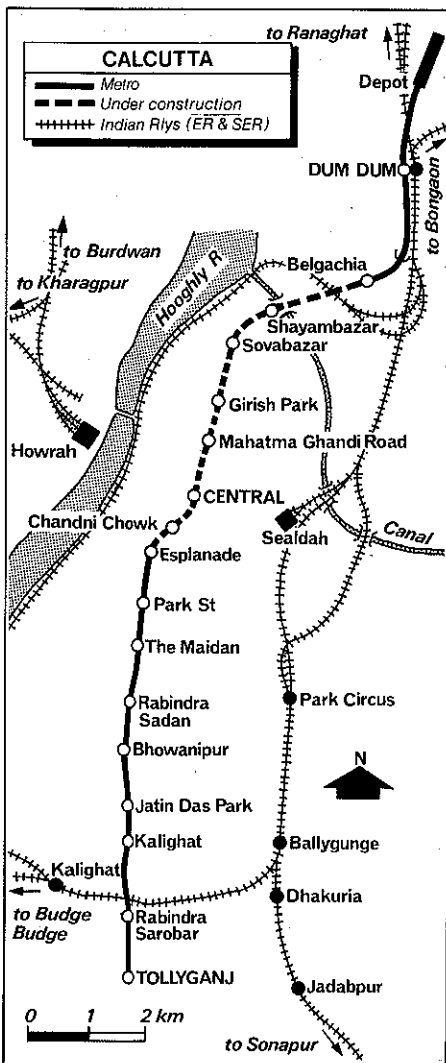 to Ranaghat
CALCUTTA
Metro
Under construction
Indian Rlys (ER & SER)
Depot
DUM DUM
to Bongaon
to Burdwan
to Kharagpur
Hooghly R.
Belgachia
Shayambazar
Sovabazar
Girish Park
Howrah
Mahatma Ghandi Road
CENTRAL
Chandni Chowk
Sealdah
Canal
Esplanade
Park St
The Maidan
Rabindra
Sadan
Park Circus
Bhowanipur
N
Jatin Das Park
Kalighat
Ballygunge
Kalighat
Dhakuria
to Budge
Budge
Rabindra
Sarobar
TOLLYGANJ
Jadabpur
0 1 2 km
to Sonapur